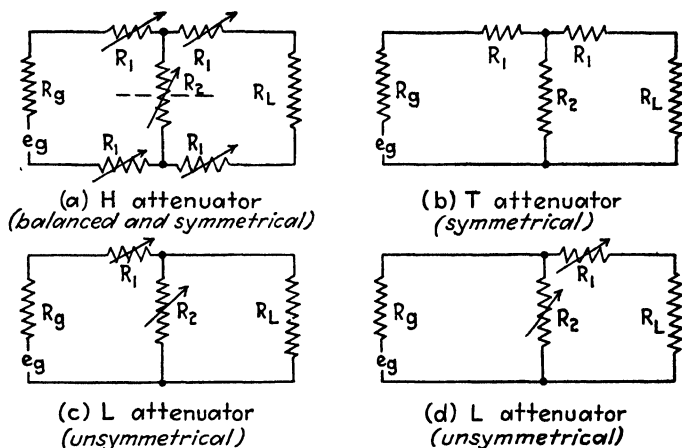 R1 R1
Rg R2 RL
eg R1 R1
(a) H attenuator
(balanced and symmetrical)
R1 R1
Rg R2 RL
eg
(b) T attenuator
(symmetrical)
R1
Rg R2 RL
eg
(c) L attenuator
(unsymmetrical)
R1
Rg R2 RL
eg
(d) L attenuator
(unsymmetrical)